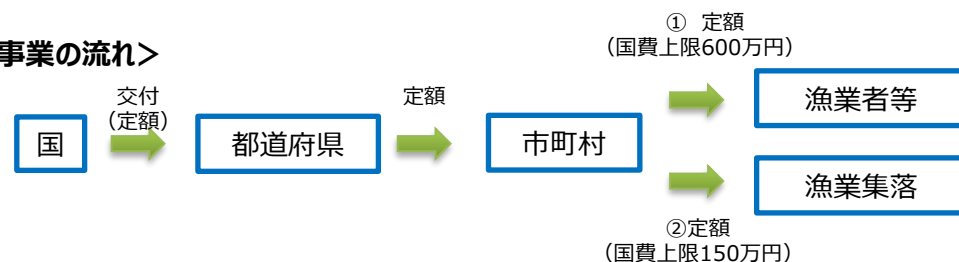 事業の流れ>
① 定額
（国費上限600万円）
交付
（定額）
定額
国
都道府県
市町村
漁業者等
漁業集落
②定額
（国費上限150万円）